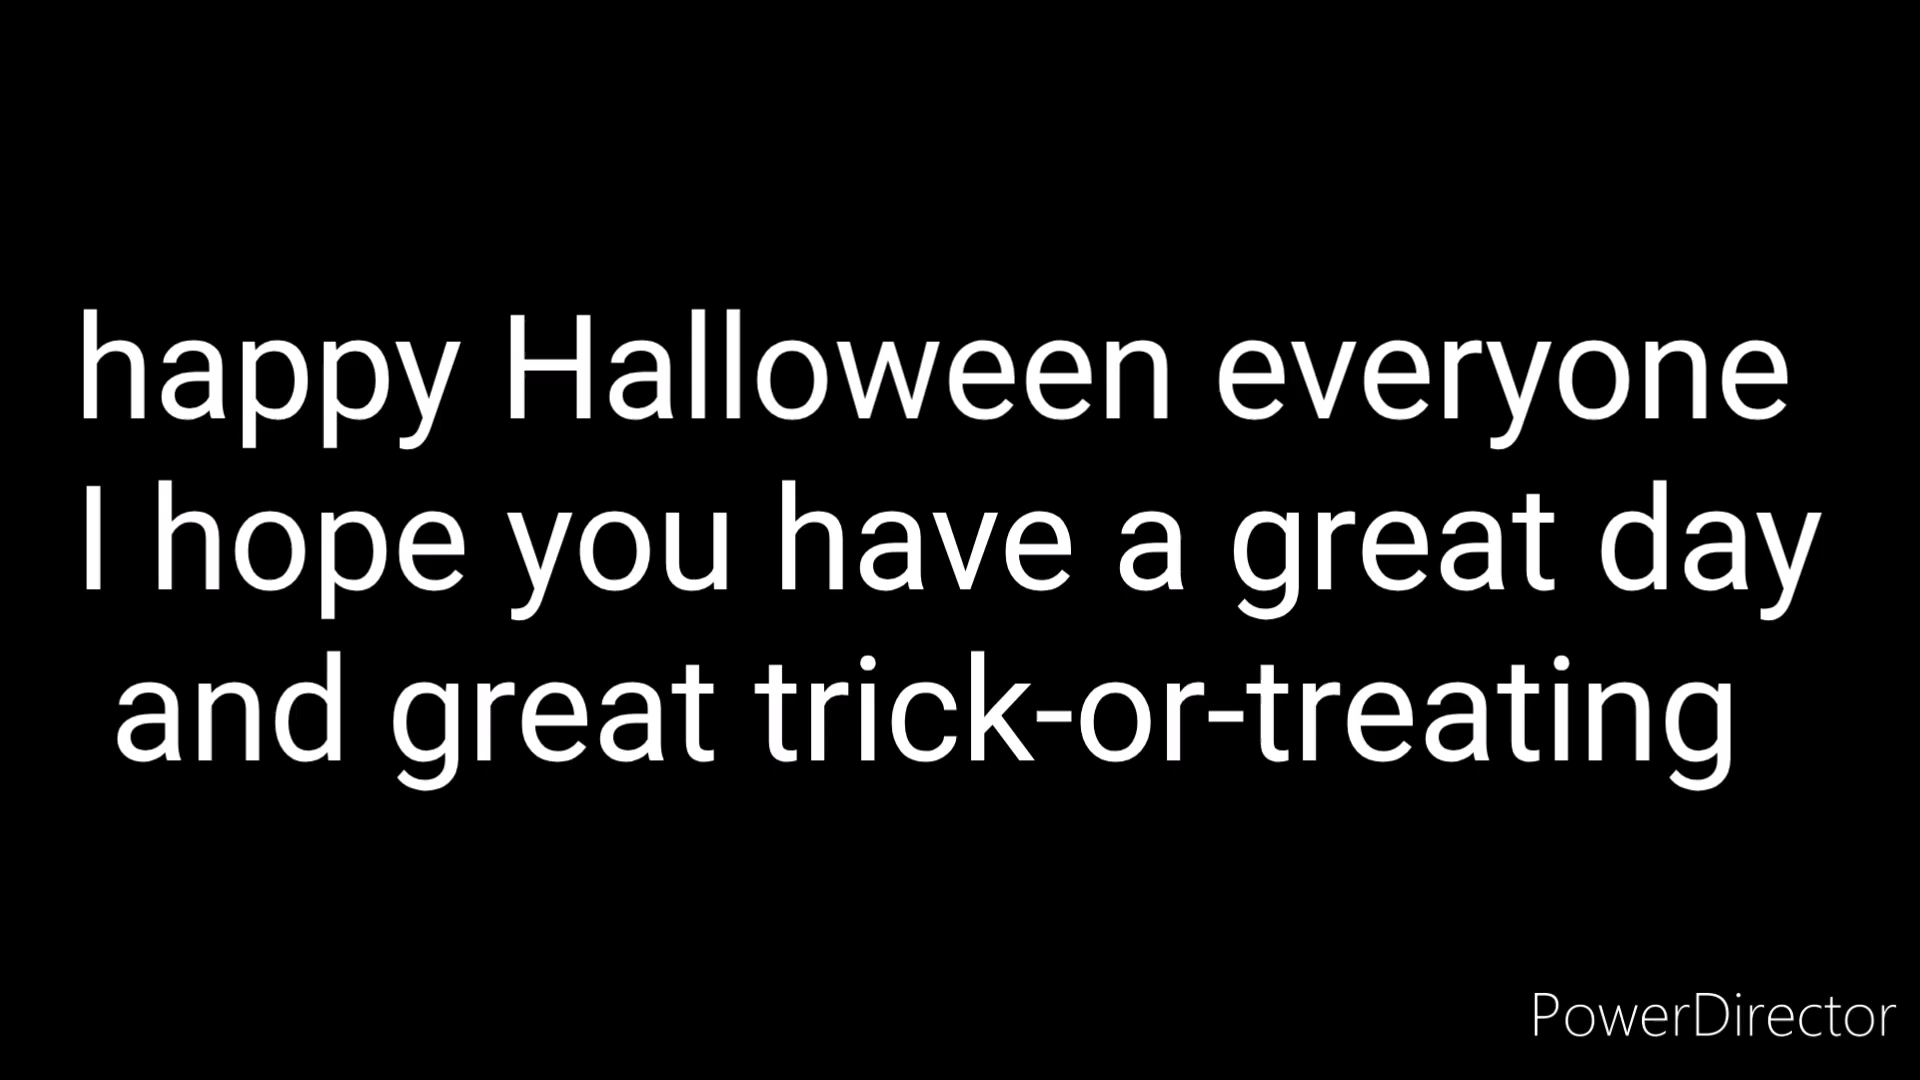 happy Halloween everyone
I hope you have a great day
and great trick-or-treating
PowerDirector